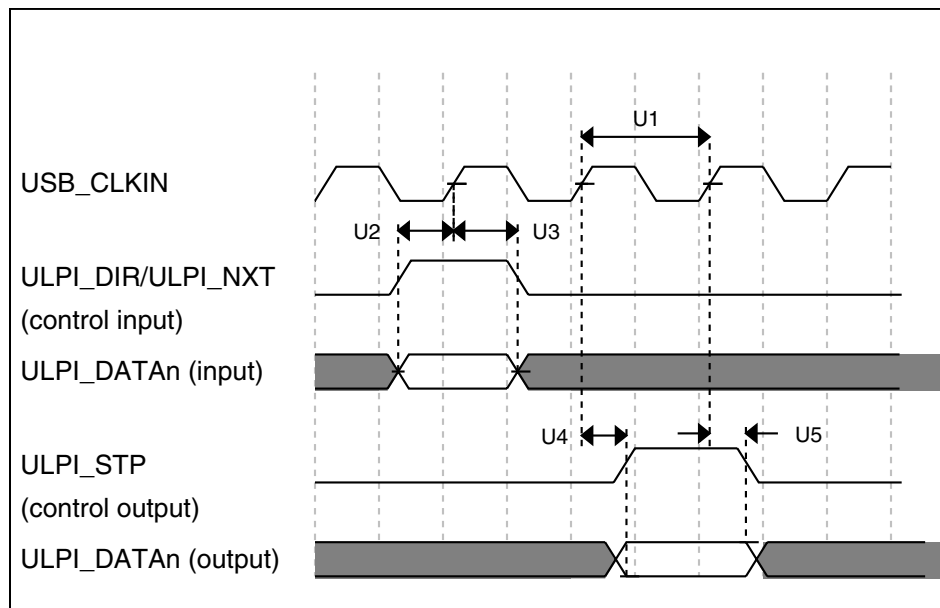 U1
USB_CLKIN
U2
U3
ULPI_DIR/ULPI_NXT
(control input)
ULPI_DATAn (input)
U4
U5
ULPI_STP
(control output)
ULPI_DATAn (output)